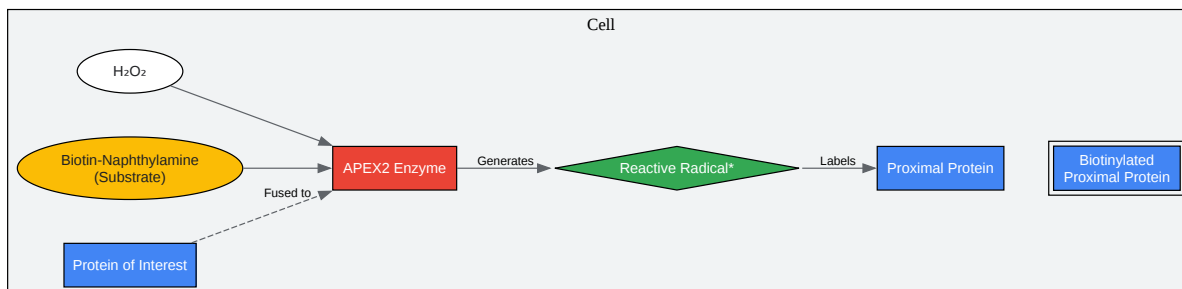 Cell
H₂O₂
Biotin-Naphthylamine
(Substrate)
Fused to
Protein of Interest
APEX2 Enzyme
Generates
Reactive Radical*
Labels
Proximal Protein
Biotinylated
Proximal Protein